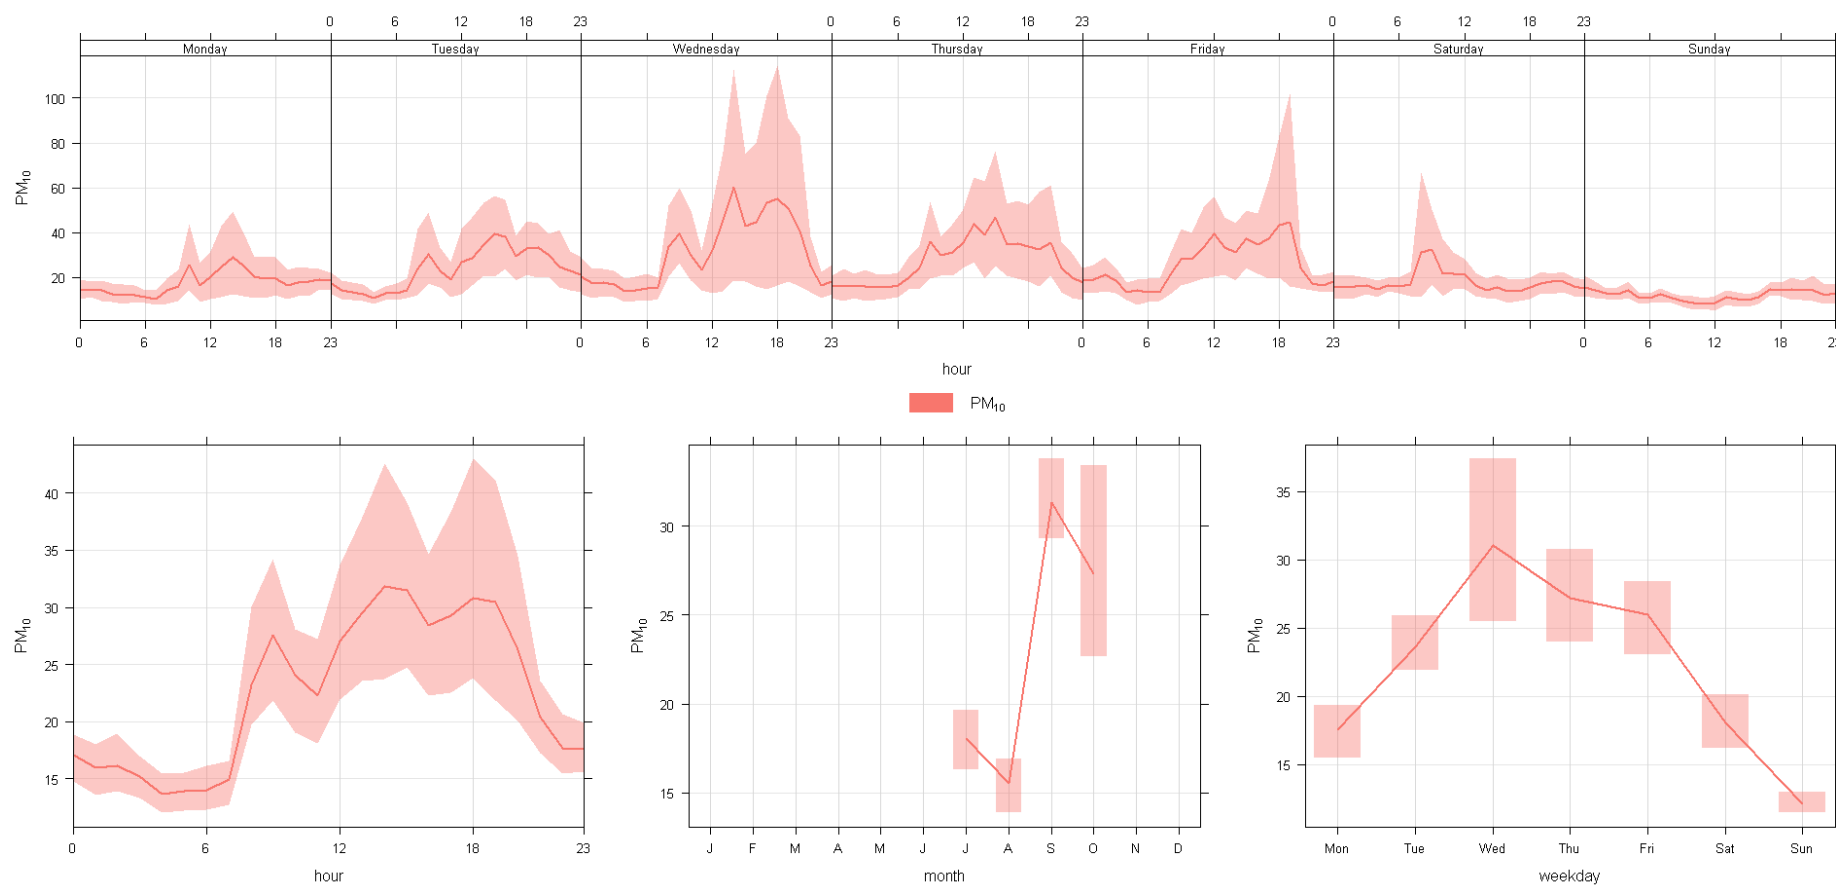 0 6 12 18 23 0 6 12 18 23 0 6 12 18 23
Monday Tuesday Wednesday Thursday Friday Saturday Sunday
100
80
60
40
20
PM₁₀
0 6 12 18 23 0 6 12 23 0 6 12 18 23 0 6 12 18 23
hour
PM₁₀
40
35
30
25
20
15
PM₁₀
0 6 12 18 23
hour
30
25
20
15
PM₁₀
J F M A M J J A S O N D
month
35
30
25
20
15
PM₁₀
Mon Tue Wed Thu Fri Sat Sun
weekday